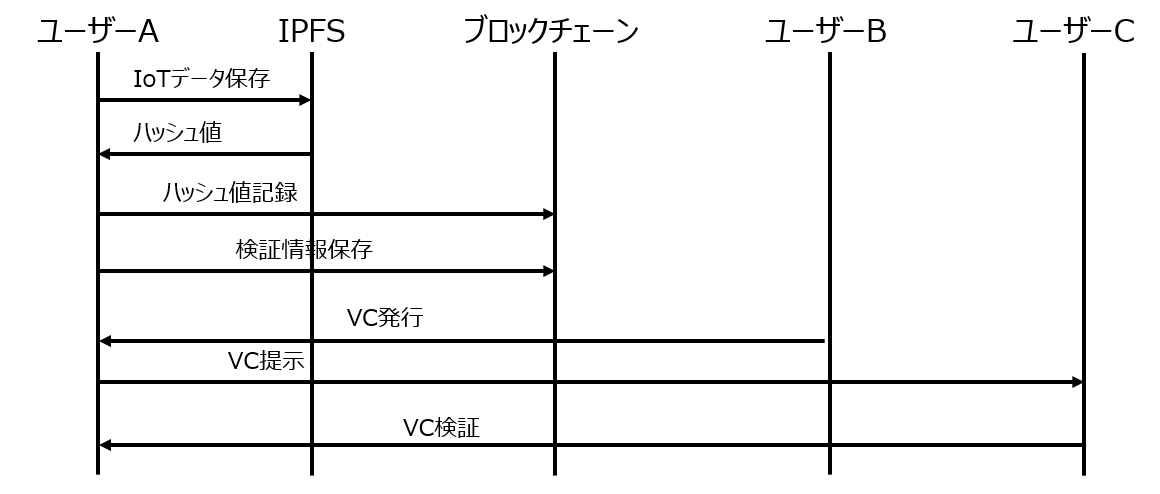 ユーザーA
IPFS
ブロックチェーン
ユーザーB
ユーザーC
IoTデータ保存
ハッシュ値
ハッシュ値記録
検証情報保存
VC発行
VC提示
VC検証